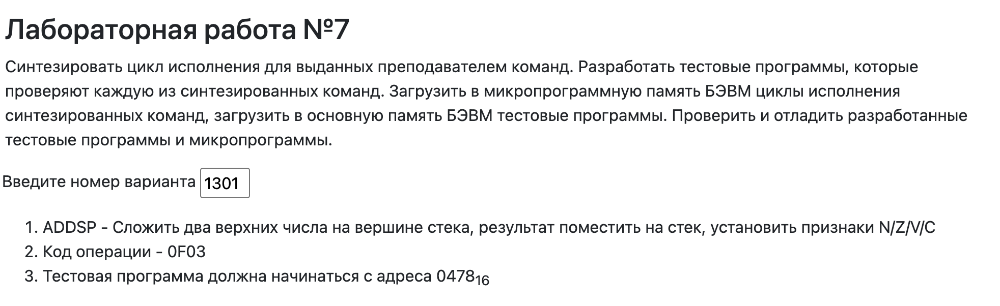 Лабораторная работа №7
Синтезировать цикл исполнения для выданных преподавателем команд. Разработать тестовые программы, которые
проверяют каждую из синтезированных команд. Загрузить в микропрограммную память БЭВМ циклы исполнения
синтезированных команд, загрузить в основную память БЭВМ тестовые программы. Проверить и отладить разработанные
тестовые программы и микропрограммы.
Введите номер варианта 1301
1. ADDSP - Сложить два верхних числа на вершине стека, результат поместить на стек, установить признаки N/Z/V/C
2. Код операции - 0F03
3. Тестовая программа должна начинаться с адреса 0478₁₆